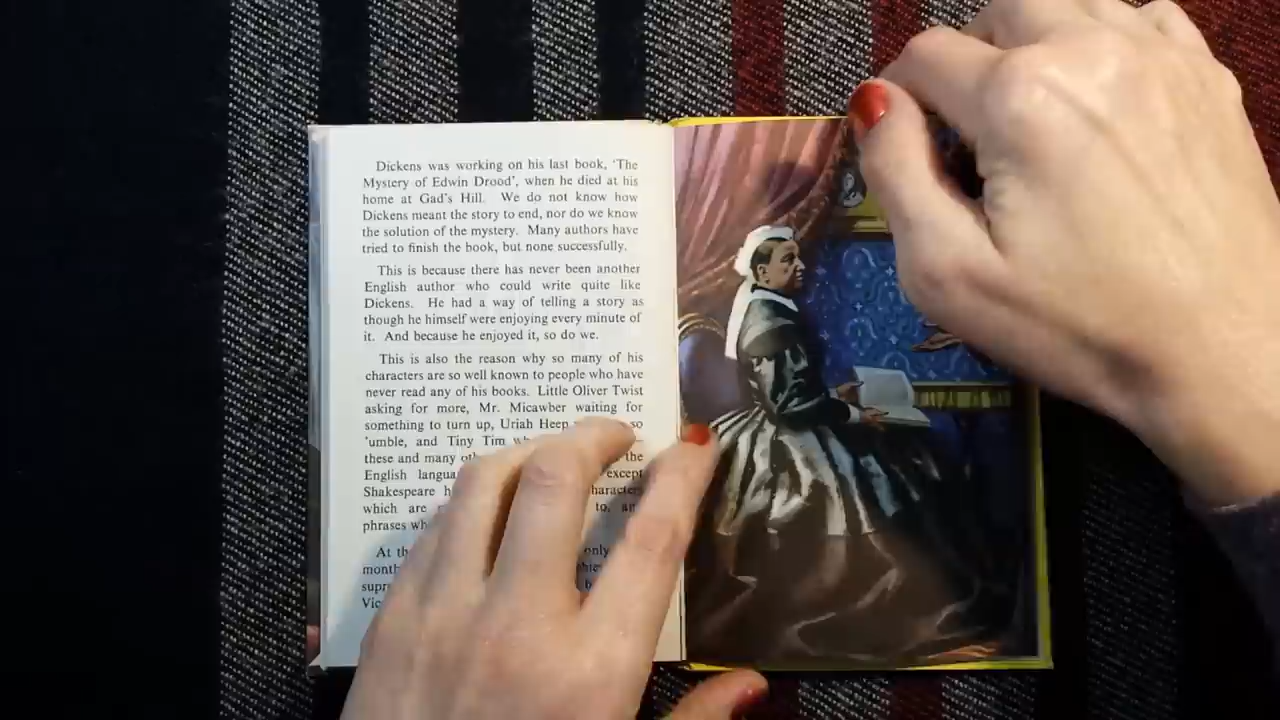 Dickens was working on his last book, 'The
Mystery of Edwin Drood', when he died at his
home at Gad's Hill. We do not know how
Dickens meant the story to end, nor do we know
the solution of the mystery. Many authors have
tried to finish the book, but none successfully.
This is because there has never been another
English author who could write quite like
Dickens. He had a way of telling a story as
though he himself were enjoying every minute of
it. And because he enjoyed it, so do we.
This is also the reason why so many of his
characters are so well known to people who have
never read any of his books. Little Oliver Twist
asking for more, Mr. Micawber waiting for
something to turn up, Uriah Heep so
'umble, and Tiny Tim
these and many the
English except
Shakespeare
which are to,
phrases
At only